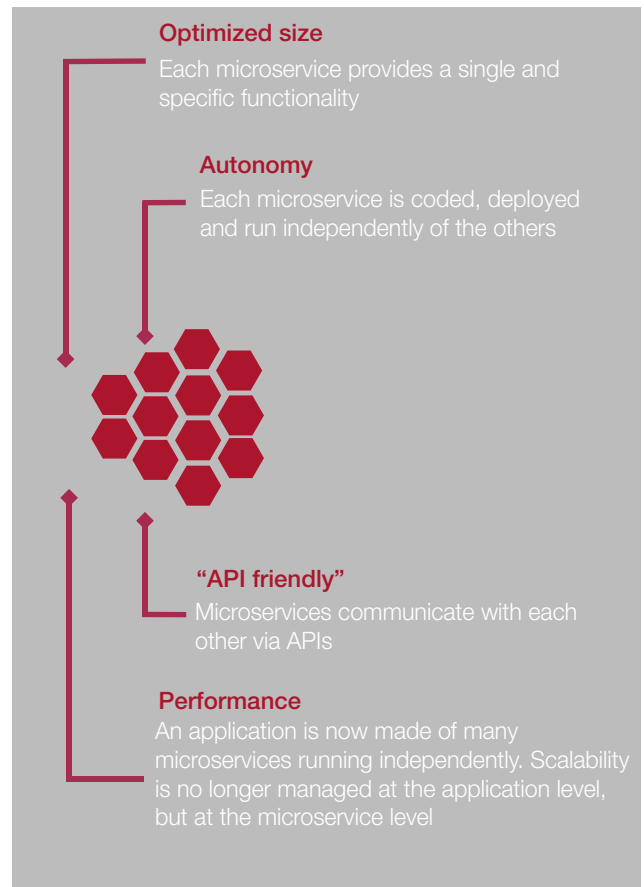 Optimized size
Each microservice provides a single and
specific functionality
Autonomy
Each microservice is coded, deployed
and run independently of the others
“API friendly”
Microservices communicate with each
other via APIs
Performance
An application is now made of many
microservices running independently. Scalability
is no longer managed at the application level,
but at the microservice level